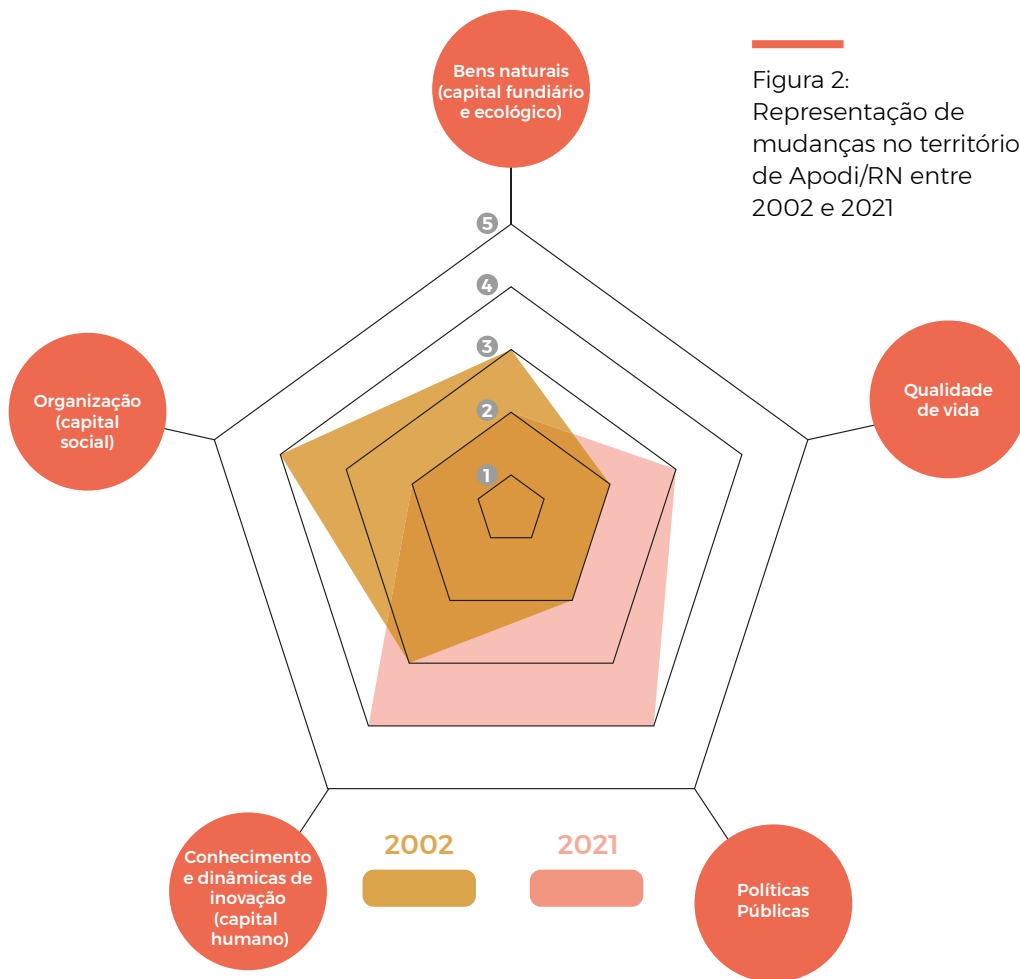 Bens naturais
(capital fundiário
e ecológico)
Figura 2:
Representação de
mudanças no território
de Apodi/RN entre
2002 e 2021
5
4
3
2
1
Organização
(capital
social)
Qualidade
de vida
Conhecimento
e dinâmicas de
inovação
(capital
humano)
2002
2021
Políticas
Públicas